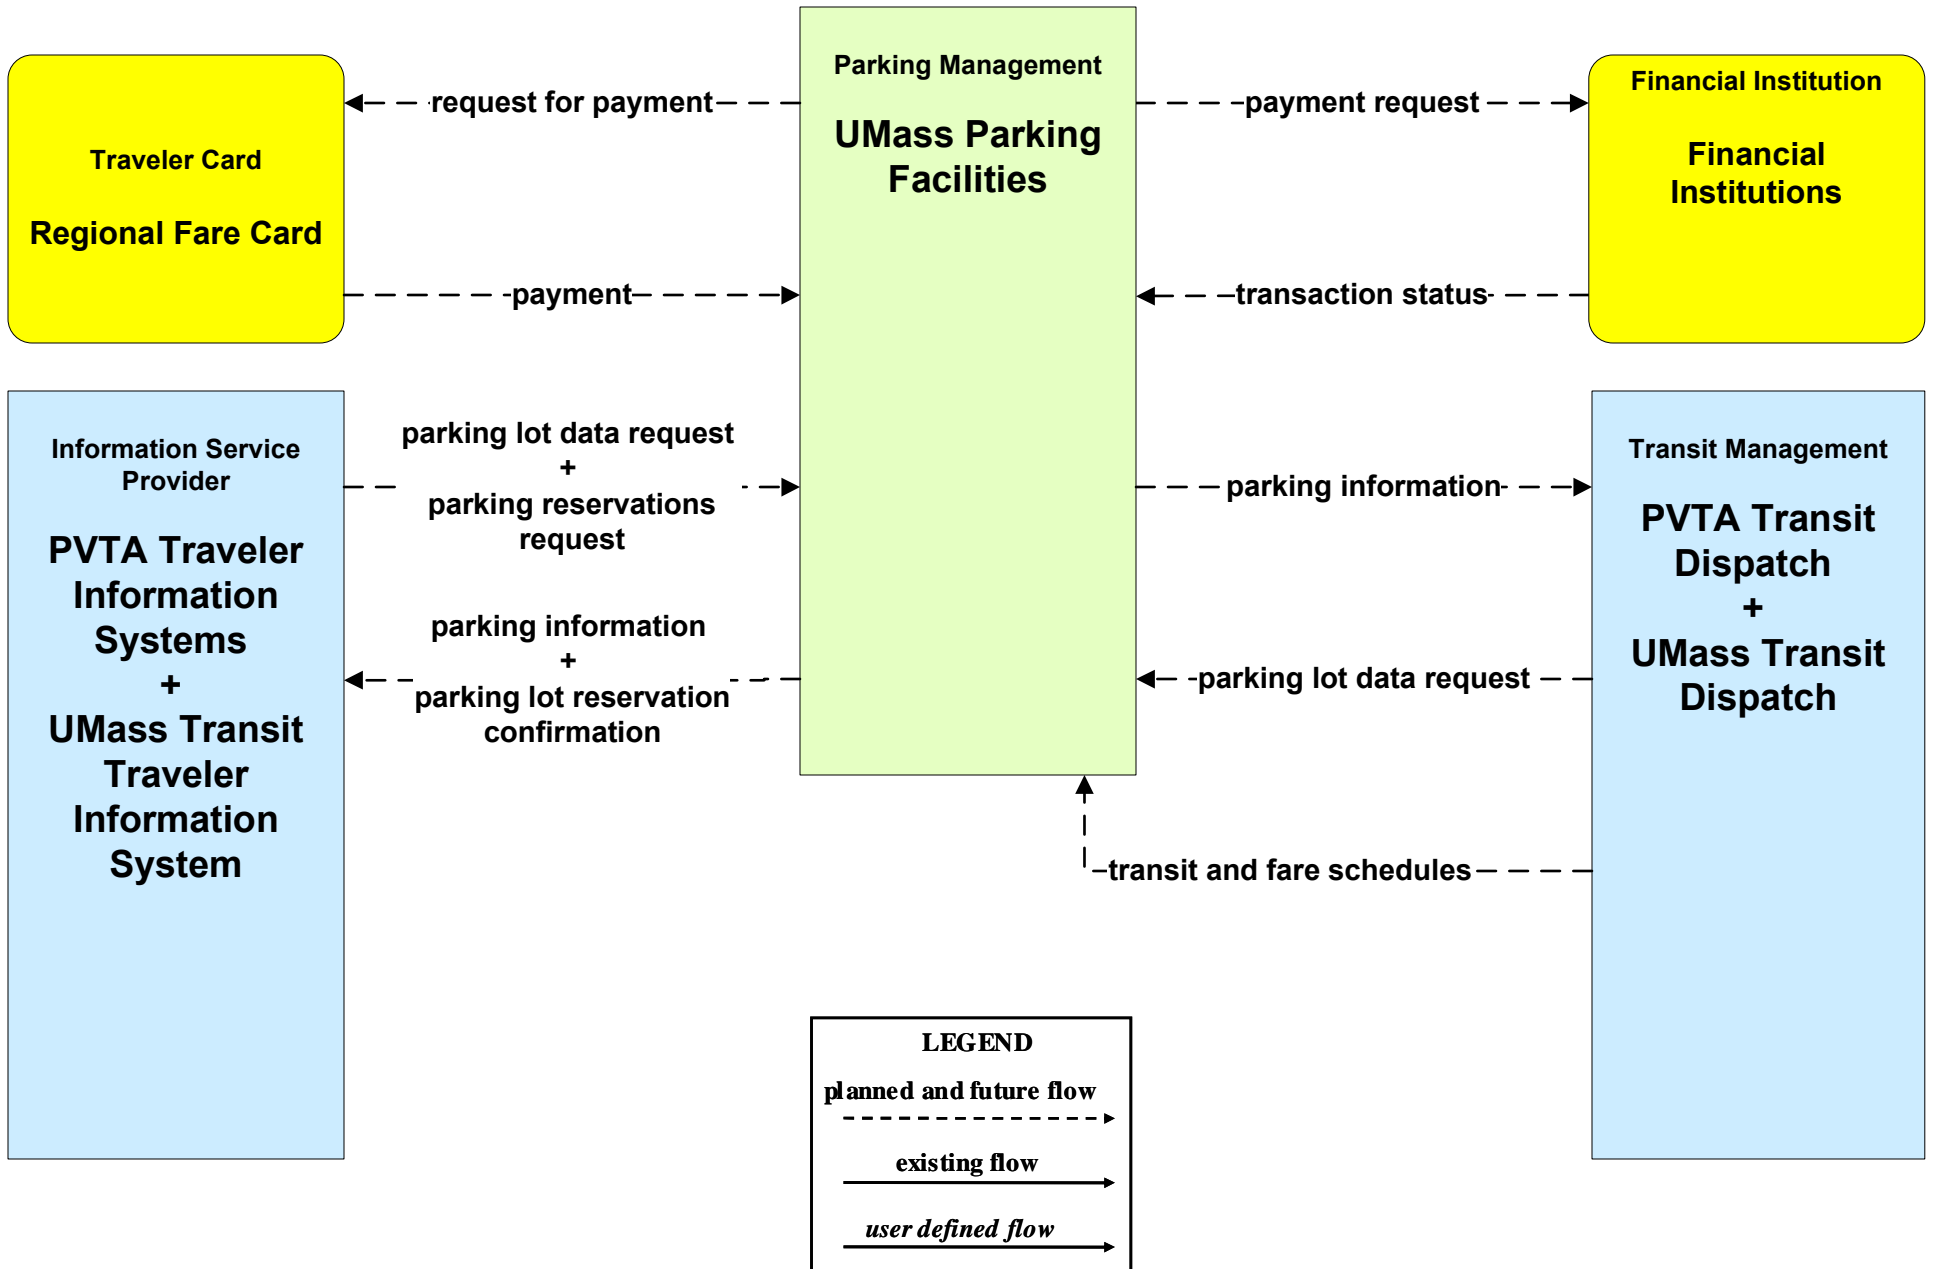 Parking Management
UMass Parking
Facilities
Traveler Card
Regional Fare Card
Financial Institution
Financial
Institutions
request for payment
payment request
payment
transaction status
Information Service
Provider
PVTA Traveler
Information
Systems
+
UMass Transit
Traveler
Information
System
parking lot data request
+
parking reservations
request
parking information
+
parking lot reservation
confirmation
parking information
parking lot data request
transit and fare schedules
Transit Management
PVTA Transit
Dispatch
+
UMass Transit
Dispatch
LEGEND
planned and future flow
existing flow
user defined flow